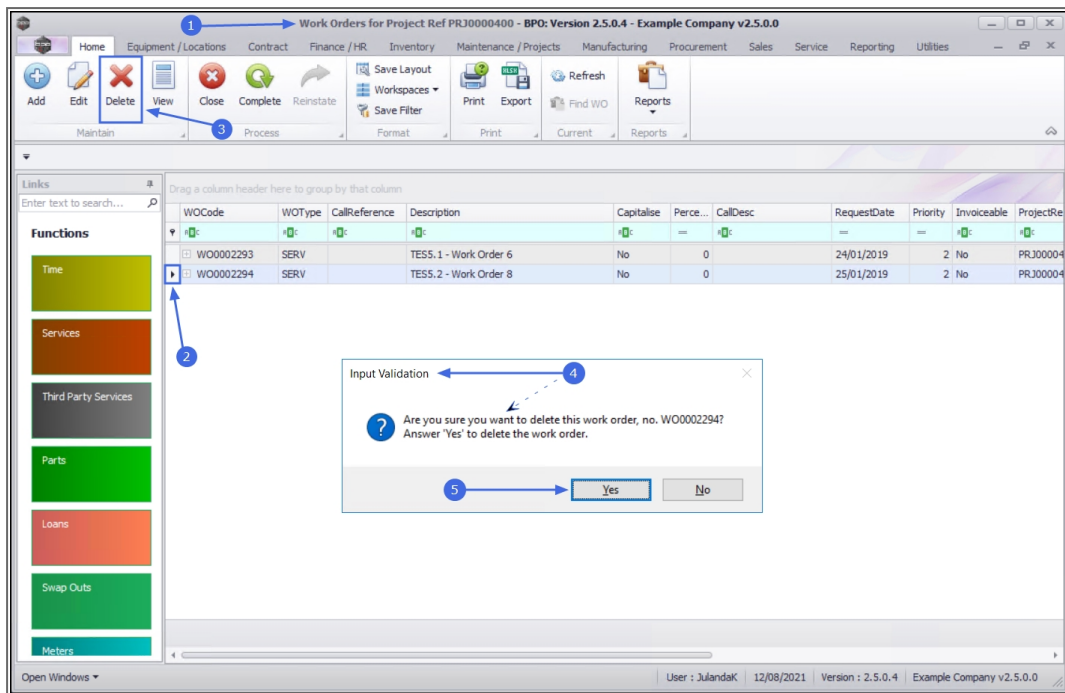 1
Work Orders for Project Ref PRJ0000400 - BPO: Version 2.5.0.4 - Example Company v2.5.0.0
Home Equipment / Locations Contract Finance / HR Inventory Maintenance / Projects Manufacturing Procurement Sales Service Reporting Utilities
Add Edit Delete View Close Complete Reinstate Save Layout Workspaces Save Filter Print Export Refresh Find WO Reports
3
Maintain Process Format Print Current Reports
Links
Drag a column header here to group by that column
Enter text to search...
WOCode WOType CallReference Description Capitalise Perce... CallDesc RequestDate Priority Invoiceable ProjectRe
Functions
WO0002293 SERV TES5.1 - Work Order 6 No 0 24/01/2019 2 No PRJ00004
WO0002294 SERV TES5.2 - Work Order 8 No 0 25/01/2019 2 No PRJ00004
Time
Services
2
Third Party Services
Parts
Loans
Swap Outs
Meters
Input Validation
4
Are you sure you want to delete this work order, no. WO0002294?
Answer 'Yes' to delete the work order.
5
Yes No
Open Windows User : JulandaK 12/08/2021 Version : 2.5.0.4 Example Company v2.5.0.0